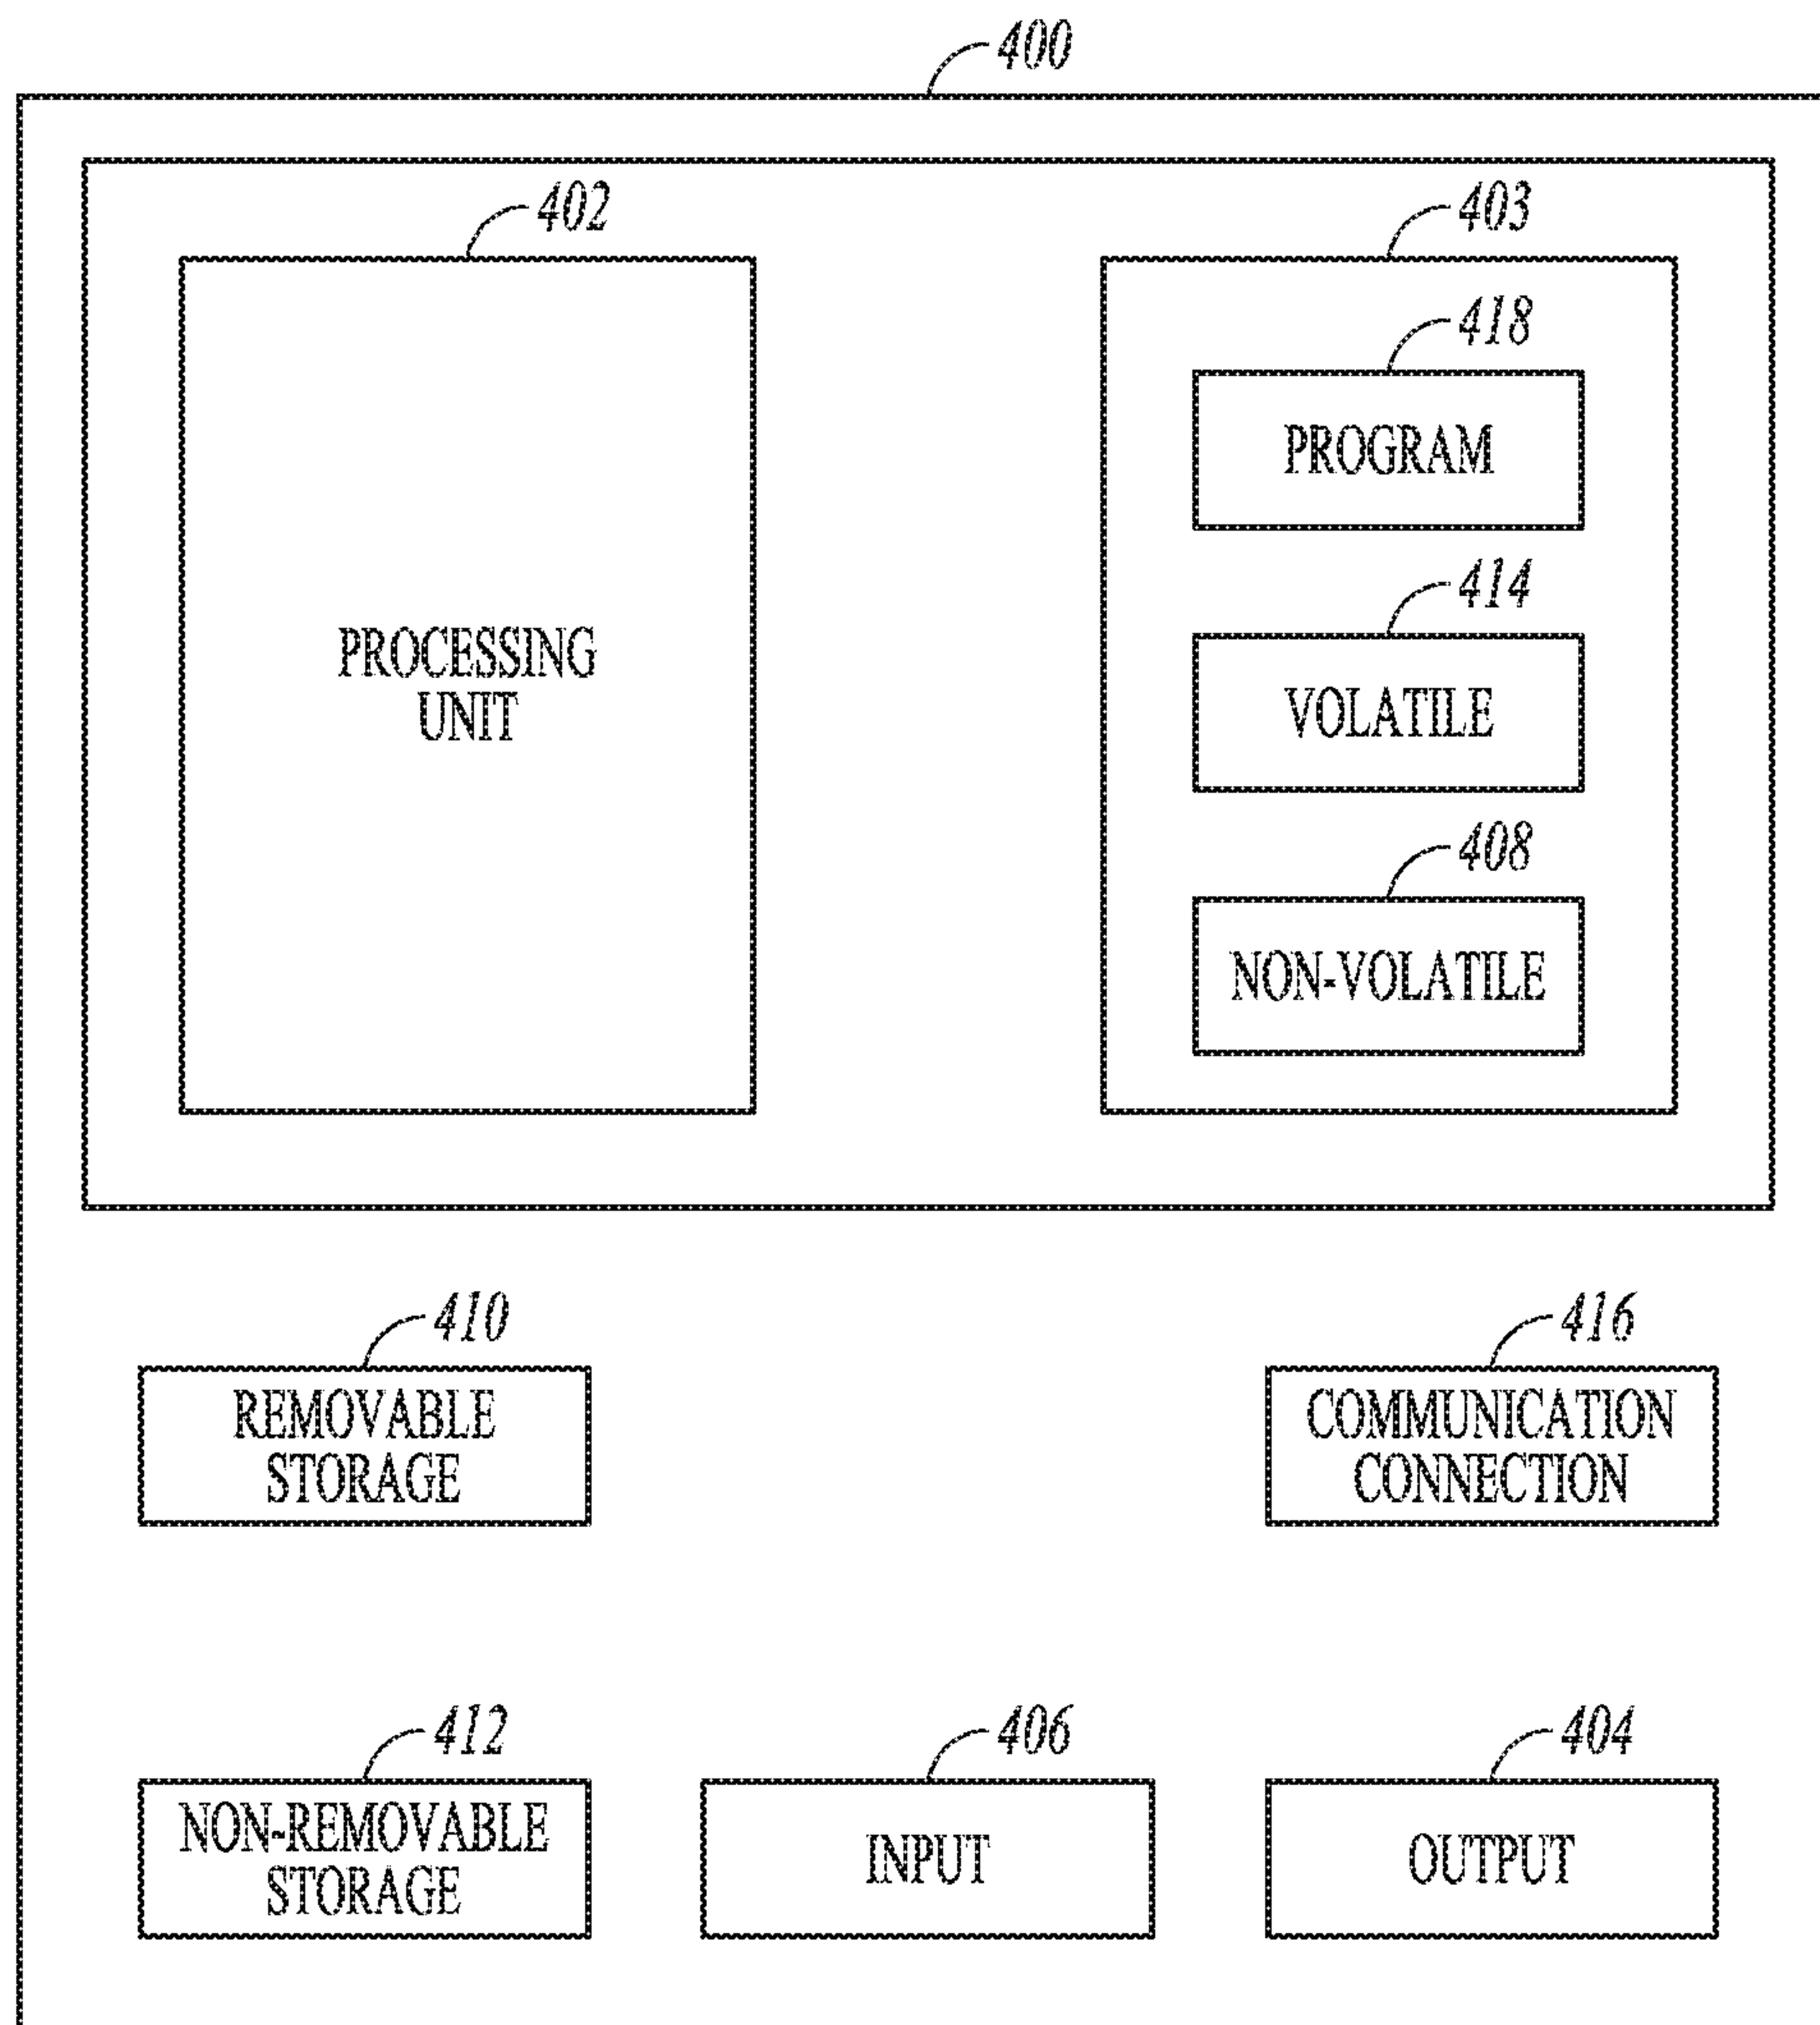 400
402
403
418
PROGRAM
414
VOLATILE
PROCESSING
UNIT
408
NON-VOLATILE
410
416
REMOVABLE
STORAGE
COMMUNICATION
CONNECTION
412
406
404
NON-REMOVABLE
STORAGE
INPUT
OUTPUT